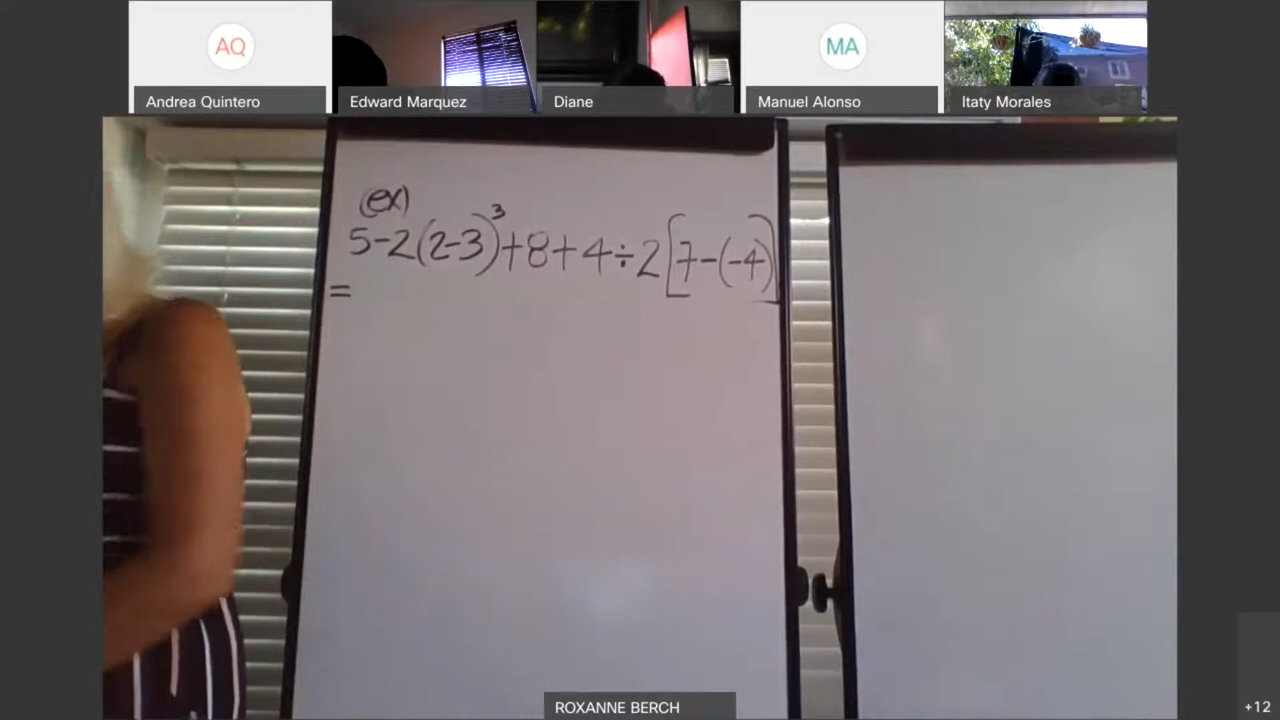 AQ
MA
Andrea Quintero
Edward Marquez
Diane
Manuel Alonso
Itaty Morales
(ex)
5-2(2-3)³+8+4÷2[7-(-4)]
=
ROXANNE BERCH
+12